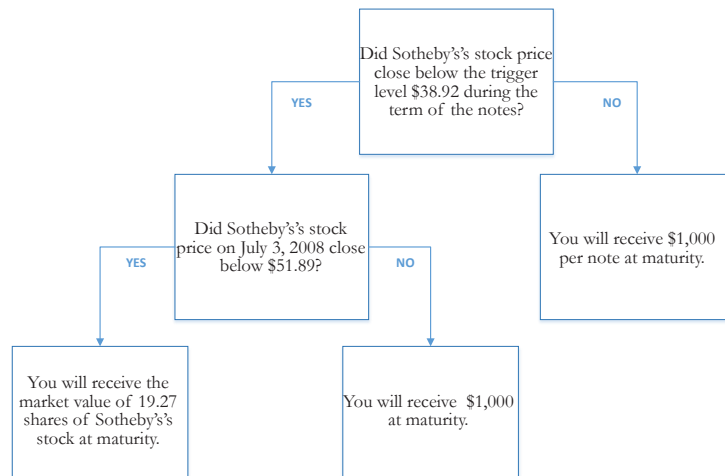 Did Sotheby's's stock price
close below the trigger
level $38.92 during the
term of the notes?
YES
NO
Did Sotheby's's stock
price on July 3, 2008 close
below $51.89?
You will receive $1,000
per note at maturity.
YES
NO
You will receive the
market value of 19.27
shares of Sotheby's's
stock at maturity.
You will receive $1,000
at maturity.